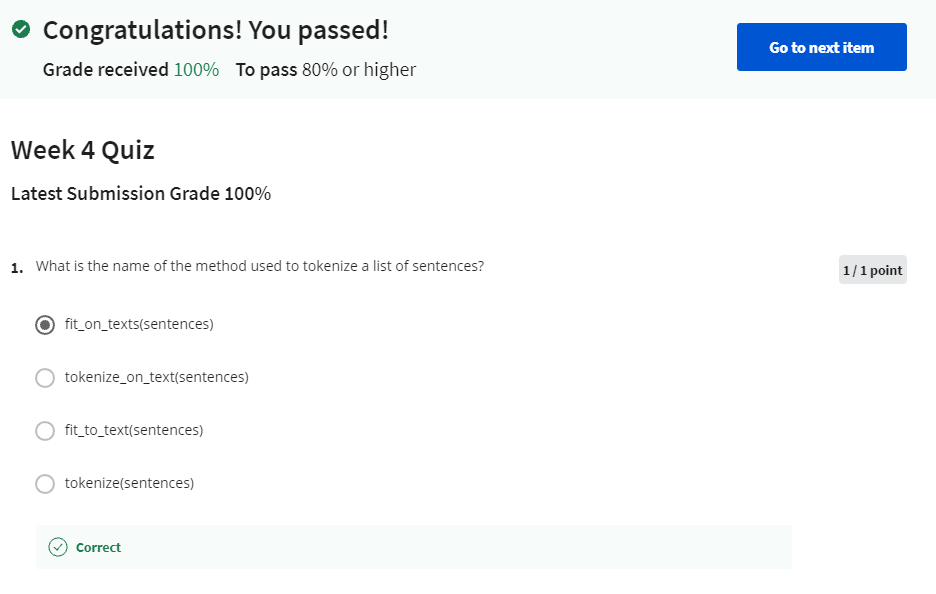 Congratulations! You passed!
Go to next item
Grade received 100% To pass 80% or higher
Week 4 Quiz
Latest Submission Grade 100%
1. What is the name of the method used to tokenize a list of sentences?
1 / 1 point
fit_on_texts(sentences)
tokenize_on_text(sentences)
fit_to_text(sentences)
tokenize(sentences)
Correct